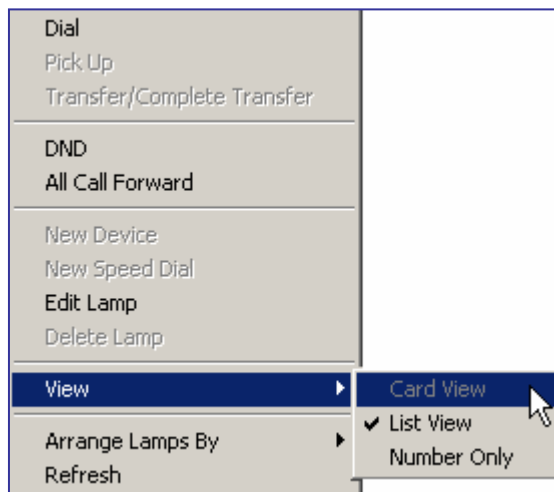 Dial
Pick Up
Transfer/Complete Transfer
DND
All Call Forward
New Device
New Speed Dial
Edit Lamp
Delete Lamp
View
Card View
List View
Number Only
Arrange Lamps By
Refresh